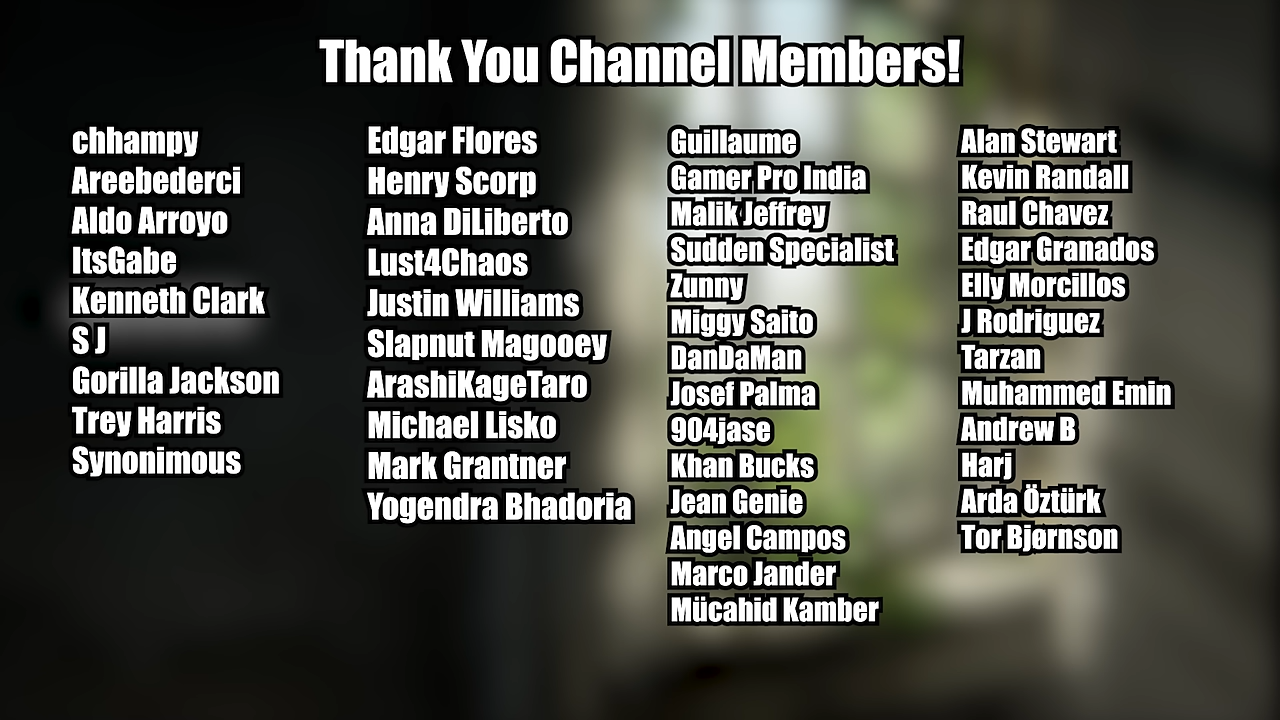 Thank You Channel Members!
chhampy
Areebederci
Aldo Arroyo
ItsGabe
Kenneth Clark
S J
Gorilla Jackson
Trey Harris
Synonimous
Edgar Flores
Henry Scorp
Anna DiLiberto
Lust4Chaos
Justin Williams
Slapnut Magooey
ArashiKageTaro
Michael Lisko
Mark Grantner
Yogendra Bhadoria
Guillaume
Gamer Pro India
Malik Jeffrey
Sudden Specialist
Zunny
Miggy Saito
DanDaMan
Josef Palma
904jase
Khan Bucks
Jean Genie
Angel Campos
Marco Jander
Mücahid Kamber
Alan Stewart
Kevin Randall
Raul Chavez
Edgar Granados
Elly Morcillos
J Rodriguez
Tarzan
Muhammed Emin
Andrew B
Harj
Arda Öztürk
Tor Bjørnson